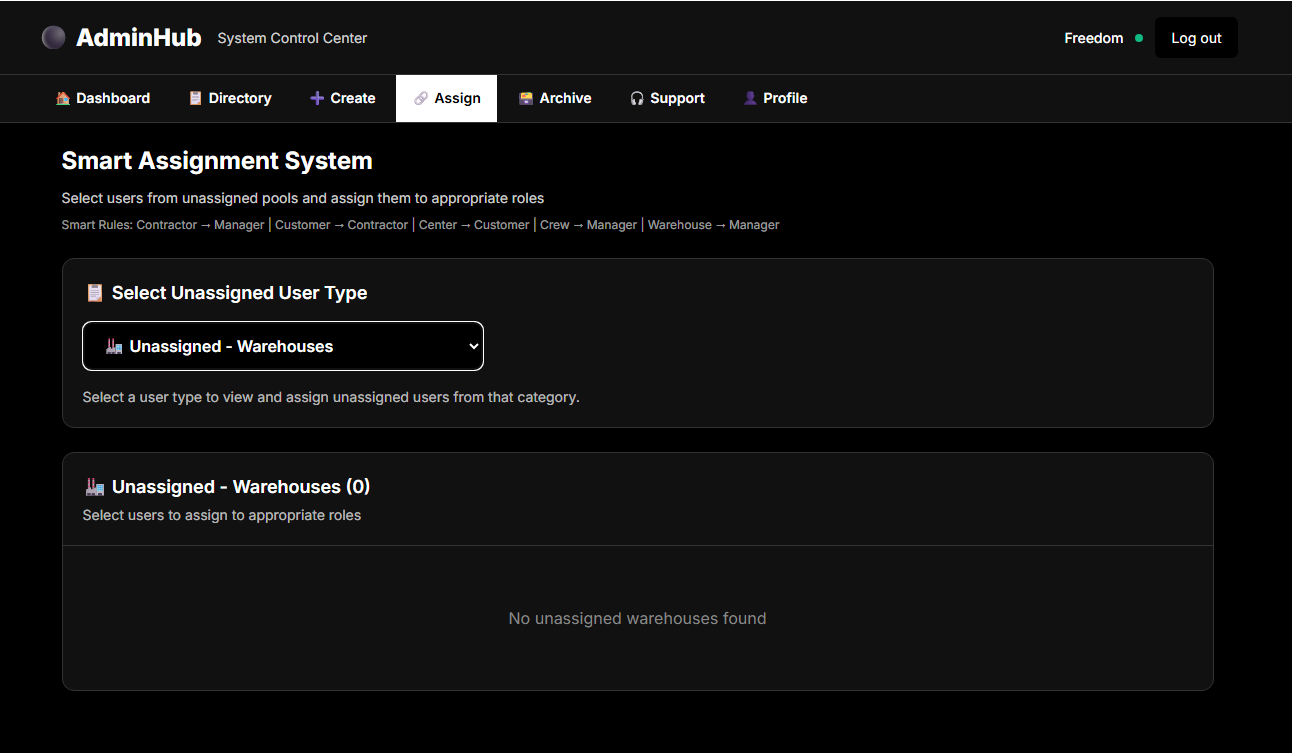 AdminHub System Control Center Freedom Log out
Dashboard Directory Create Assign Archive Support Profile
Smart Assignment System
Select users from unassigned pools and assign them to appropriate roles
Smart Rules: Contractor → Manager | Customer → Contractor | Center → Customer | Crew → Manager | Warehouse → Manager
Select Unassigned User Type
Unassigned - Warehouses
Select a user type to view and assign unassigned users from that category.
Unassigned - Warehouses (0)
Select users to assign to appropriate roles
No unassigned warehouses found